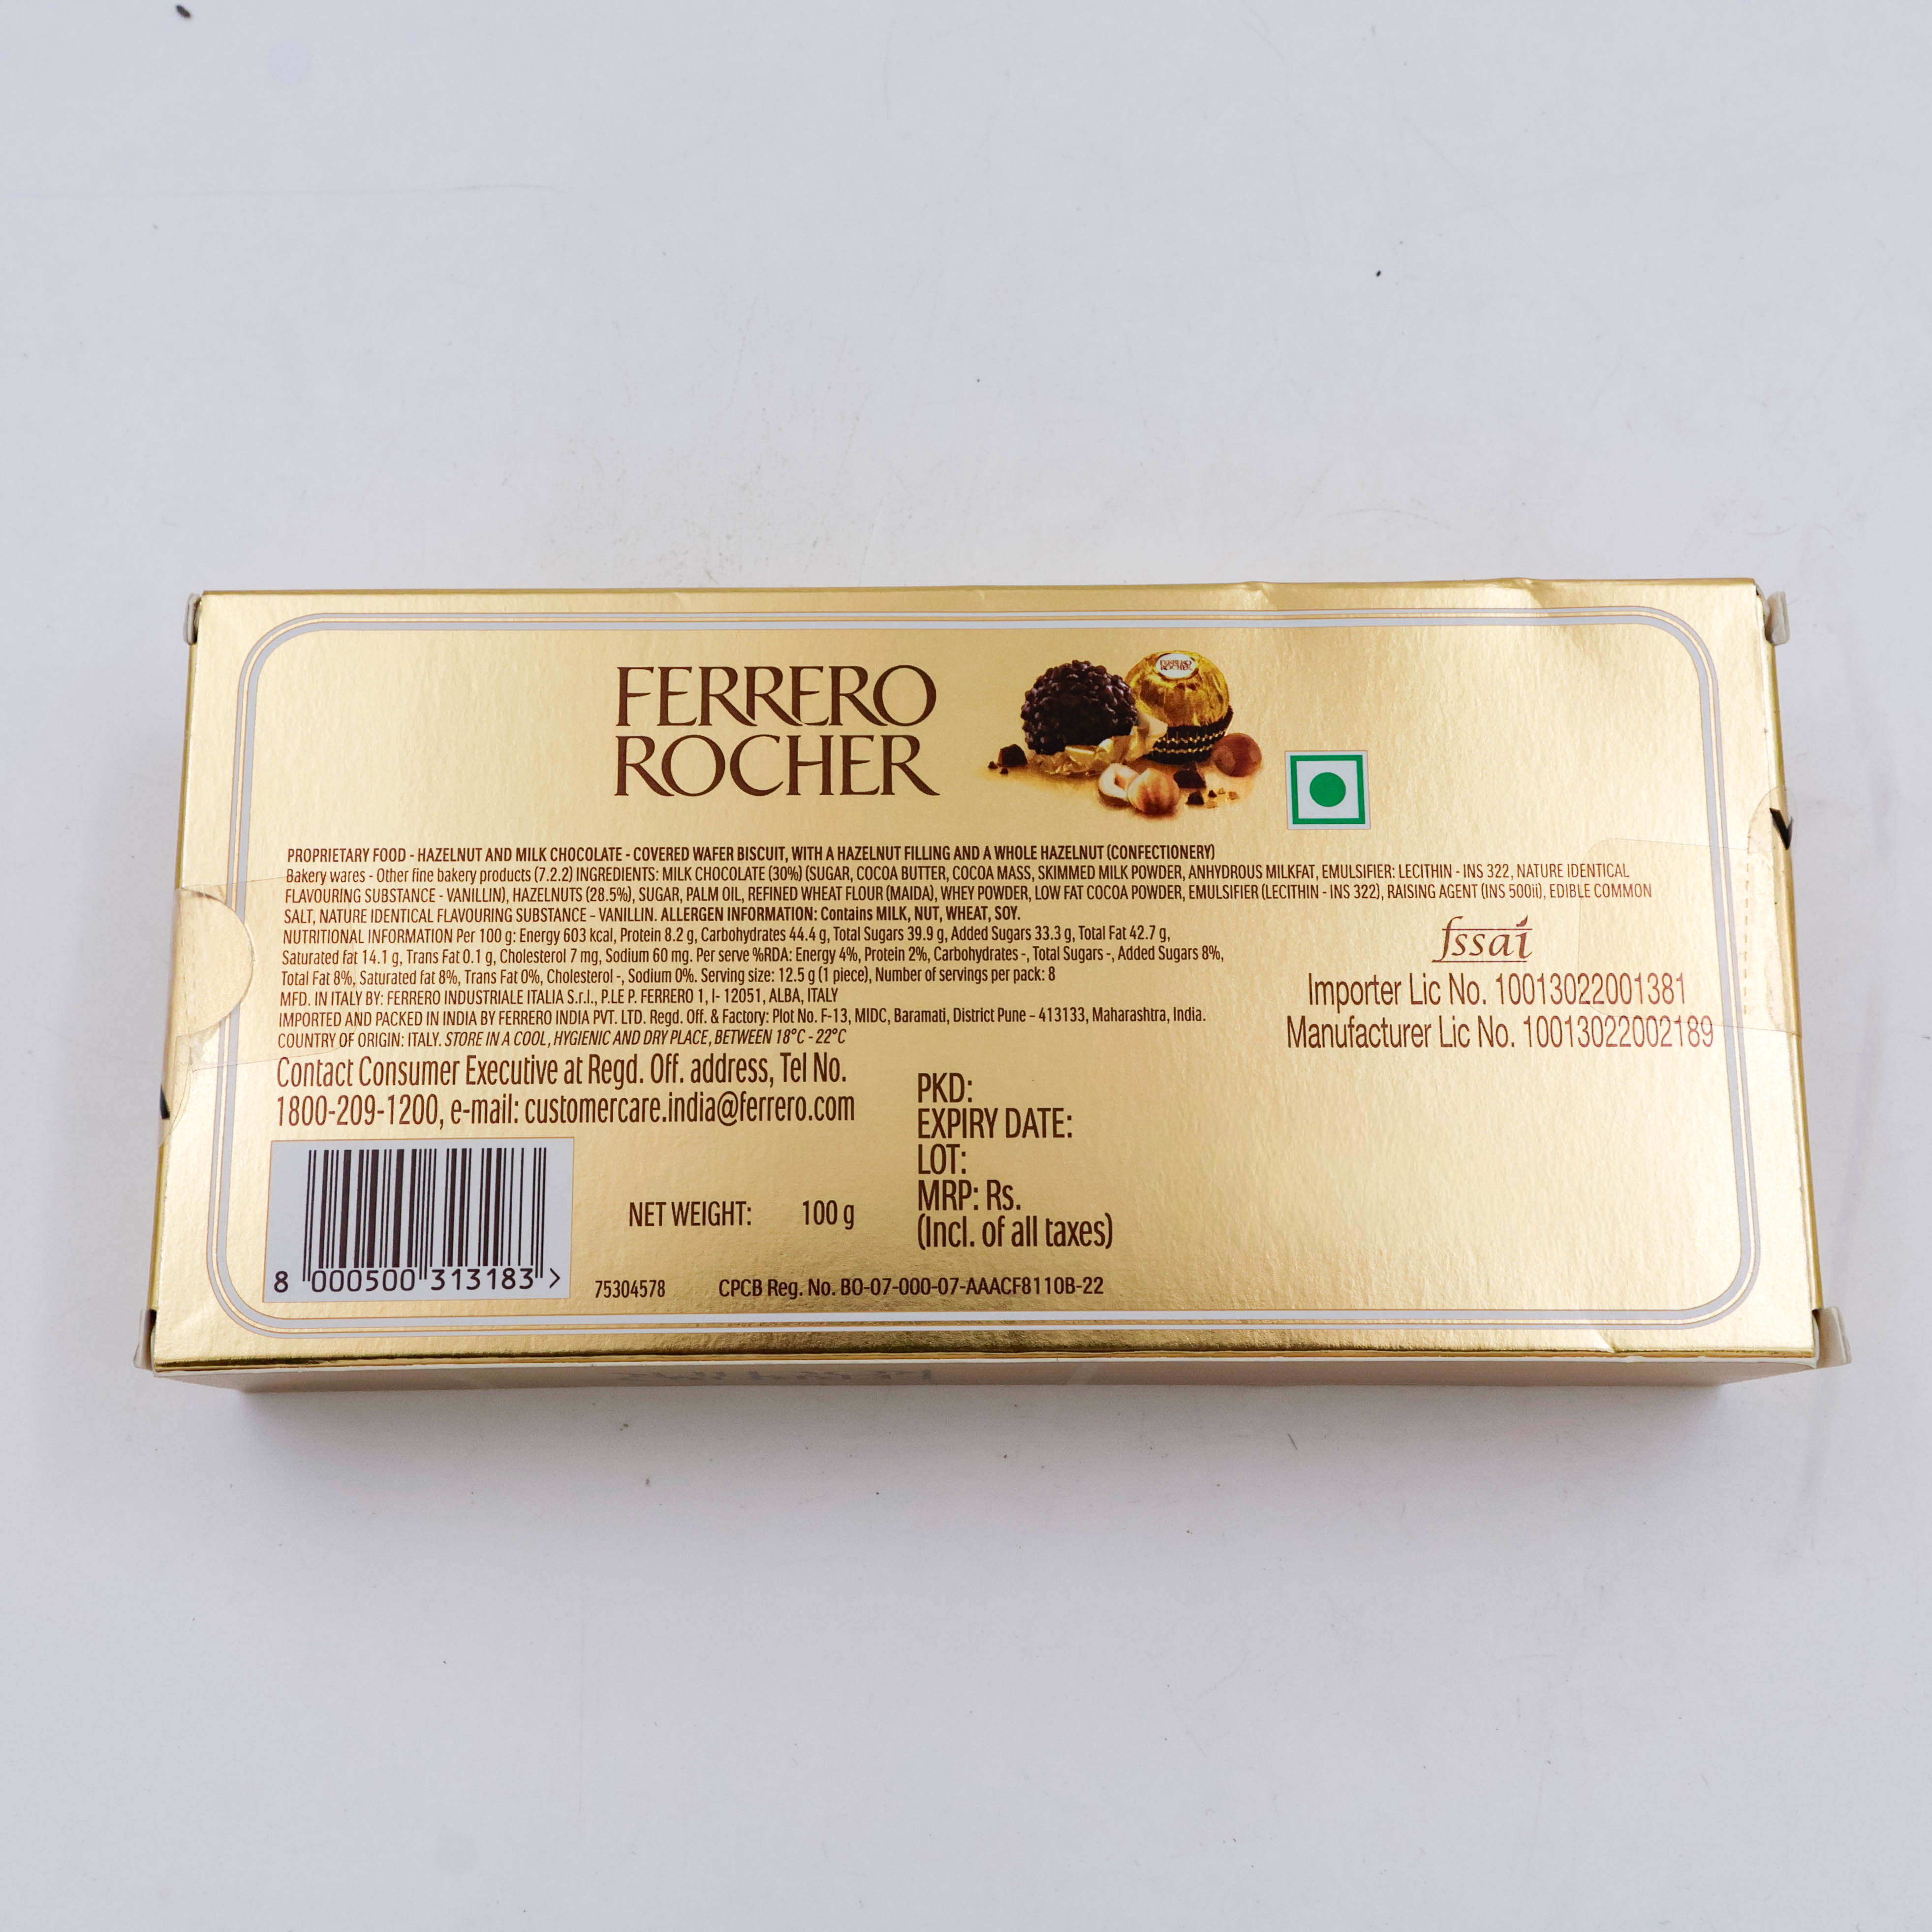 FERRERO
ROCHER
FERRERO
ROCHER
PROPRIETARY FOOD - HAZELNUT AND MILK CHOCOLATE - COVERED WAFER BISCUIT, WITH A HAZELNUT FILLING AND A WHOLE HAZELNUT (CONFECTIONERY)
Bakery wares - Other fine bakery products (7.2.2) INGREDIENTS: MILK CHOCOLATE (30%) (SUGAR, COCOA BUTTER, COCOA MASS, SKIMMED MILK POWDER, ANHYDROUS MILKFAT, EMULSIFIER: LECITHIN - INS 322, NATURE IDENTICAL
FLAVOURING SUBSTANCE - VANILLIN), HAZELNUTS (28.5%), SUGAR, PALM OIL, REFINED WHEAT FLOUR (MAIDA), WHEY POWDER, LOW FAT COCOA POWDER, EMULSIFIER (LECITHIN - INS 322), RAISING AGENT (INS 500ii), EDIBLE COMMON
SALT, NATURE IDENTICAL FLAVOURING SUBSTANCE - VANILLIN. ALLERGEN INFORMATION: Contains MILK, NUT, WHEAT, SOY.
NUTRITIONAL INFORMATION Per 100 g: Energy 603 kcal, Protein 8.2 g, Carbohydrates 44.4 g, Total Sugars 39.9 g, Added Sugars 33.3 g, Total Fat 42.7 g,
Saturated fat 14.1 g, Trans Fat 0.1 g, Cholesterol 7 mg, Sodium 60 mg. Per serve %RDA: Energy 4%, Protein 2%, Carbohydrates -, Total Sugars -, Added Sugars 8%,
Total Fat 8%, Saturated fat 8%, Trans Fat 0%, Cholesterol -, Sodium 0%. Serving size: 12.5 g (1 piece), Number of servings per pack: 8
MFD. IN ITALY BY: FERRERO INDUSTRIALE ITALIA S.r.l., P.LE P. FERRERO 1, I- 12051, ALBA, ITALY
IMPORTED AND PACKED IN INDIA BY FERRERO INDIA PVT. LTD. Regd. Off. & Factory: Plot No. F-13, MIDC, Baramati, District Pune - 413133, Maharashtra, India.
COUNTRY OF ORIGIN: ITALY. STORE IN A COOL, HYGIENIC AND DRY PLACE, BETWEEN 18°C - 22°C
Contact Consumer Executive at Regd. Off. address, Tel No.
1800-209-1200, e-mail: customercare.india@ferrero.com
fssai
Importer Lic No. 10013022001381
Manufacturer Lic No. 10013022002189
PKD:
EXPIRY DATE:
LOT:
MRP: Rs.
(Incl. of all taxes)
NET WEIGHT: 100 g
8 000500 313183 >
75304578 CPCB Reg. No. BO-07-000-07-AAACF8110B-22